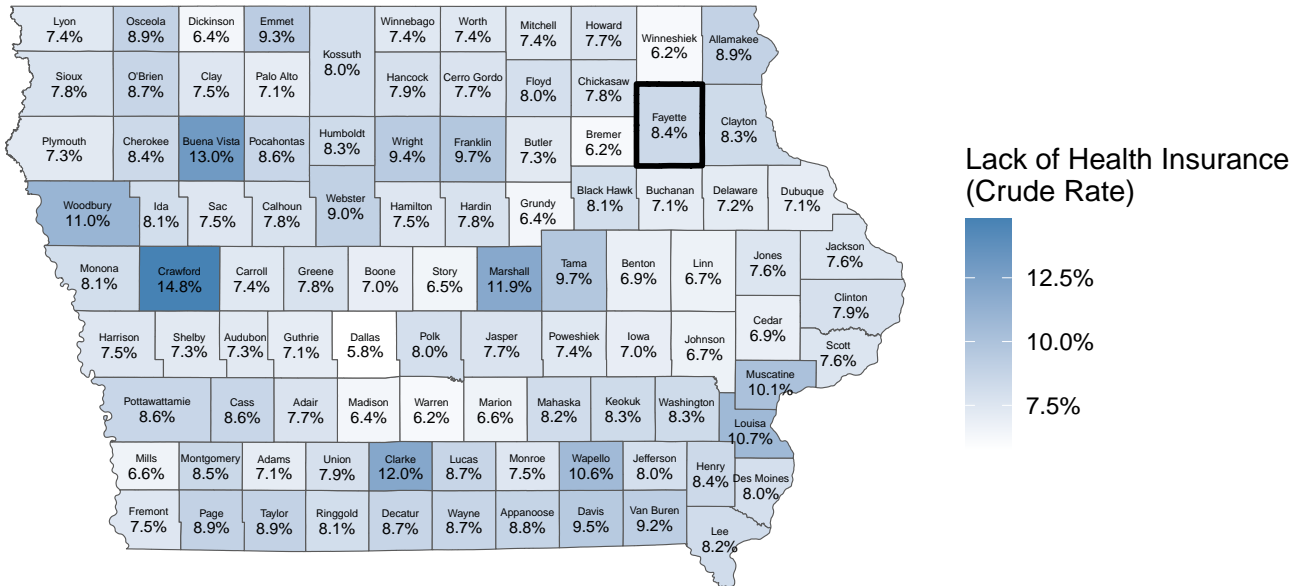 Lyon
7.4%
Osceola
8.9%
Dickinson
6.4%
Emmet
9.3%
Kossuth
8.0%
Winnebago
7.4%
Worth
7.4%
Mitchell
7.4%
Howard
7.7%
Winneshiek
6.2%
Allamakee
8.9%
Sioux
7.8%
O'Brien
8.7%
Clay
7.5%
Palo Alto
7.1%
Hancock
7.9%
Cerro Gordo
7.7%
Floyd
8.0%
Chickasaw
7.8%
Fayette
8.4%
Clayton
8.3%
Plymouth
7.3%
Cherokee
8.4%
Buena Vista
13.0%
Pocahontas
8.6%
Humboldt
8.3%
Wright
9.4%
Franklin
9.7%
Butler
7.3%
Bremer
6.2%
Woodbury
11.0%
Ida
8.1%
Sac
7.5%
Calhoun
7.8%
Webster
9.0%
Hamilton
7.5%
Hardin
7.8%
Grundy
6.4%
Black Hawk
8.1%
Buchanan
7.1%
Delaware
7.2%
Dubuque
7.1%
Monona
8.1%
Crawford
14.8%
Carroll
7.4%
Greene
7.8%
Boone
7.0%
Story
6.5%
Marshall
11.9%
Tama
9.7%
Benton
6.9%
Linn
6.7%
Jones
7.6%
Jackson
7.6%
Clinton
7.9%
Harrison
7.5%
Shelby
7.3%
Audubon
7.3%
Guthrie
7.1%
Dallas
5.8%
Polk
8.0%
Jasper
7.7%
Poweshiek
7.4%
Iowa
7.0%
Johnson
6.7%
Cedar
6.9%
Scott
7.6%
Muscatine
10.1%
Pottawattamie
8.6%
Cass
8.6%
Adair
7.7%
Madison
6.4%
Warren
6.2%
Marion
6.6%
Mahaska
8.2%
Keokuk
8.3%
Washington
8.3%
Louisa
10.7%
Mills
6.6%
Montgomery
8.5%
Adams
7.1%
Union
7.9%
Clarke
12.0%
Lucas
8.7%
Monroe
7.5%
Wapello
10.6%
Jefferson
8.0%
Henry
8.4%
Des Moines
8.0%
Fremont
7.5%
Page
8.9%
Taylor
8.9%
Ringgold
8.1%
Decatur
8.7%
Wayne
8.7%
Appanoose
8.8%
Davis
9.5%
Van Buren
9.2%
Lee
8.2%
Lack of Health Insurance
(Crude Rate)
12.5%
10.0%
7.5%